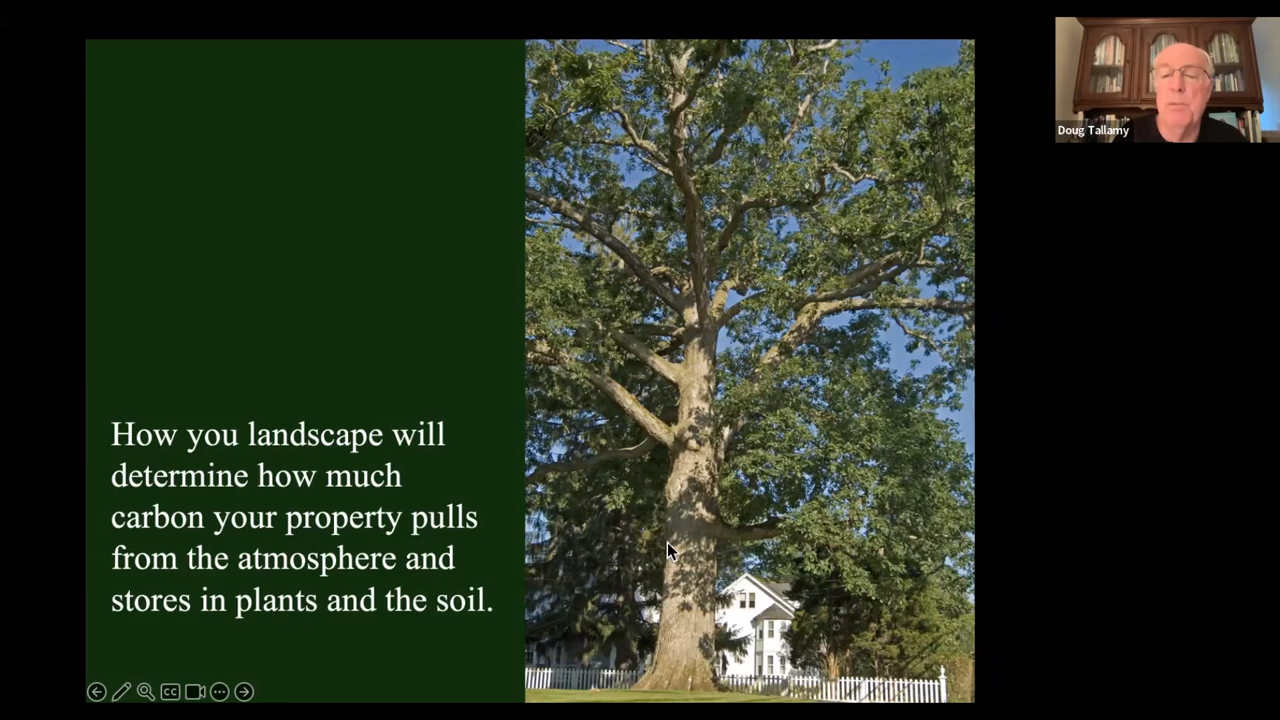 How you landscape will
determine how much
carbon your property pulls
from the atmosphere and
stores in plants and the soil.
Doug Tallamy
CC